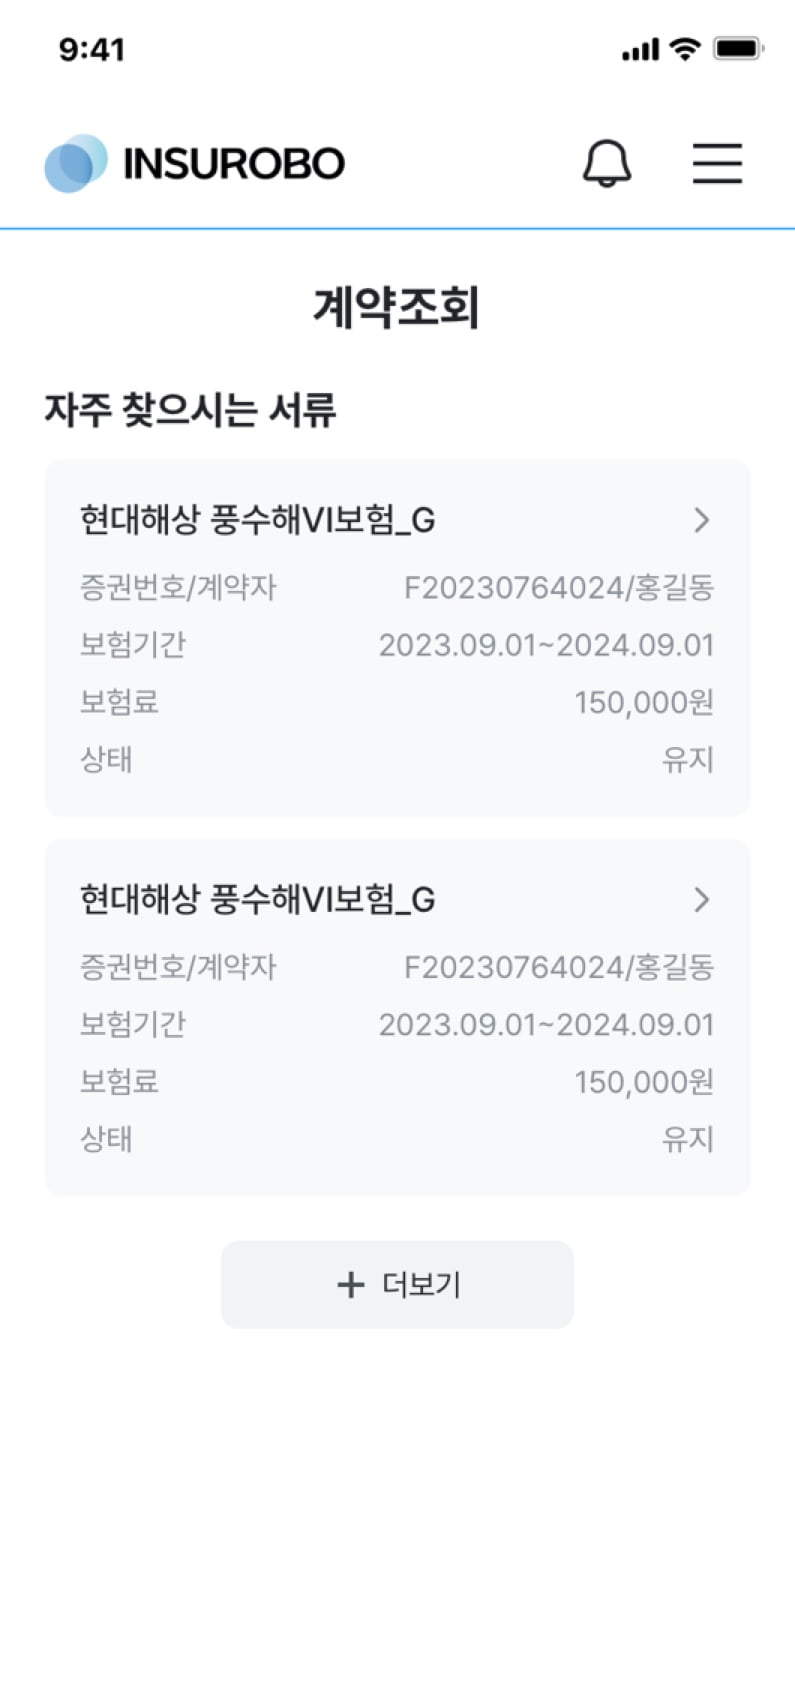 9:41
INSUROBO
계약조회
자주 찾으시는 서류
현대해상 풍수해VI보험_G
증권번호/계약자 F20230764024/홍길동
보험기간 2023.09.01~2024.09.01
보험료 150,000원
상태 유지
현대해상 풍수해VI보험_G
증권번호/계약자 F20230764024/홍길동
보험기간 2023.09.01~2024.09.01
보험료 150,000원
상태 유지
+ 더보기